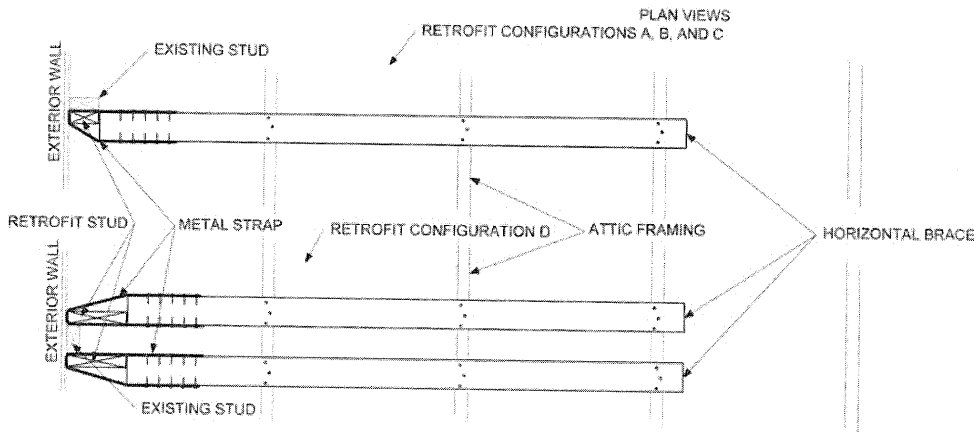 PLAN VIEWS
RETROFIT CONFIGURATIONS A, B, AND C
EXISTING STUD
EXTERIOR WALL
RETROFIT STUD
METAL STRAP
RETROFIT CONFIGURATION D
ATTIC FRAMING
HORIZONTAL BRACE
EXTERIOR WALL
EXISTING STUD